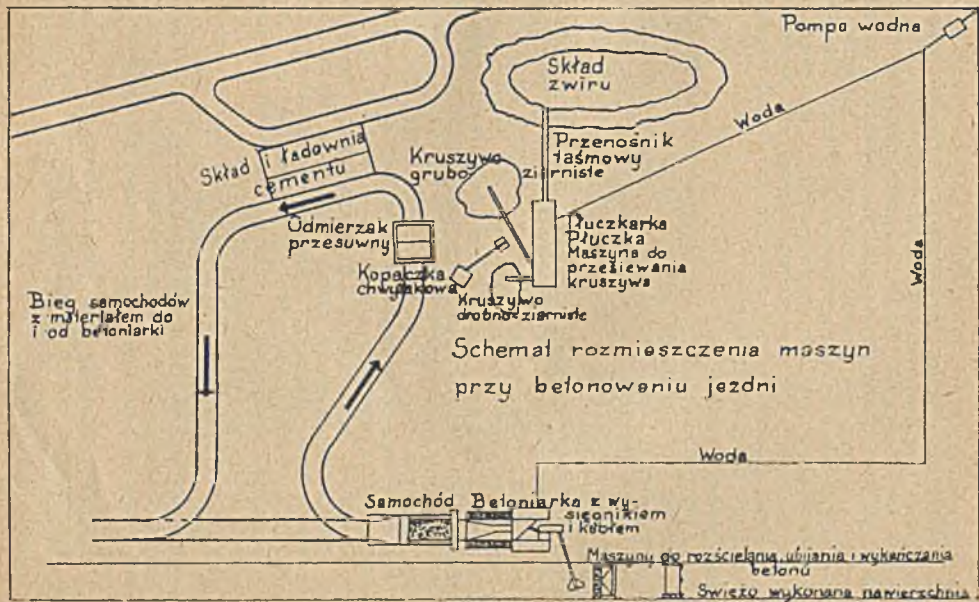 Pompa wodna
Skład
żwiru
Woda
Przenośnik
taśmowy
Kruszywo
grubo ziarniste
Skład i ładownia
cementu
Odmierzak
przesuwny
Kopaczka
chwytakowa
Płuczka
Maszyna do
przesiewania
kruszywa
Kruszywo
drobno-ziarniste
Woda
Bieg samochodów
z materiałem do
i od betoniarki
Schemat rozmieszczenia maszyn
przy betonowaniu jezdni
Woda
Samochód
Betoniarka z wy-
sięgnikiem
i kubłem
Maszyny do rozścielania, ubijania i wykańczania
betonu
Świeżo wykonana nawierzchnia